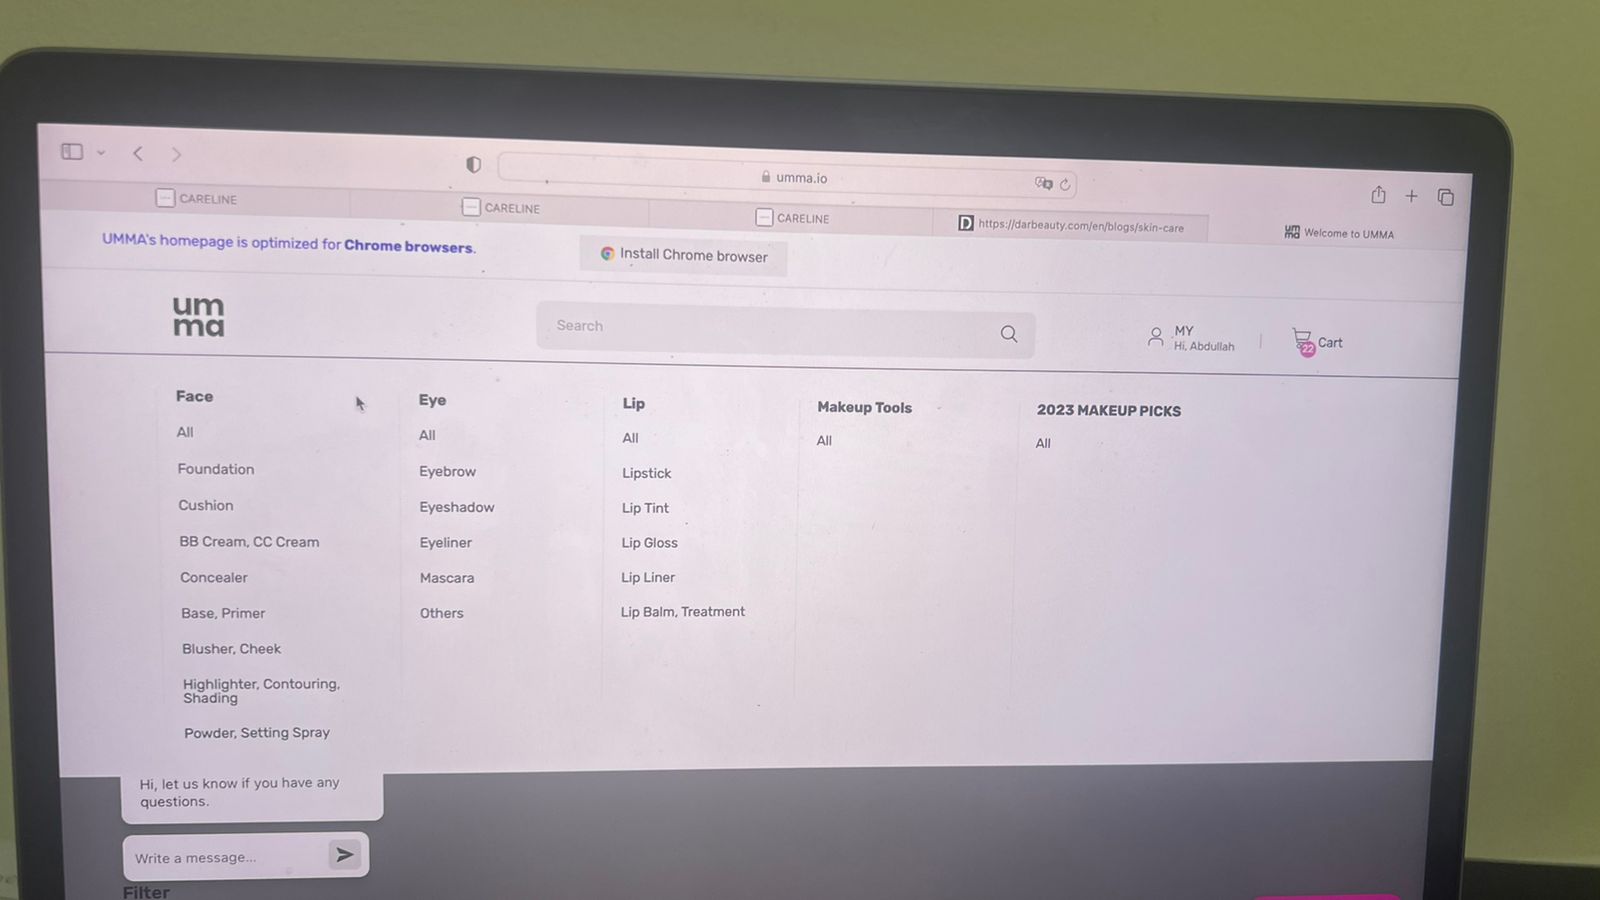 umma.io
CARELINE
CARELINE
CARELINE
D https://darbeauty.com/en/blogs/skin-care
um
ma Welcome to UMMA
UMMA's homepage is optimized for Chrome browsers.
Install Chrome browser
um
ma
Search
MY
Hi, Abdullah
22
Cart
Face
All
Foundation
Cushion
BB Cream, CC Cream
Concealer
Base, Primer
Blusher, Cheek
Highlighter, Contouring,
Shading
Powder, Setting Spray
Eye
All
Eyebrow
Eyeshadow
Eyeliner
Mascara
Others
Lip
All
Lipstick
Lip Tint
Lip Gloss
Lip Liner
Lip Balm, Treatment
Makeup Tools
All
2023 MAKEUP PICKS
All
Hi, let us know if you have any
questions.
Write a message...
Filter